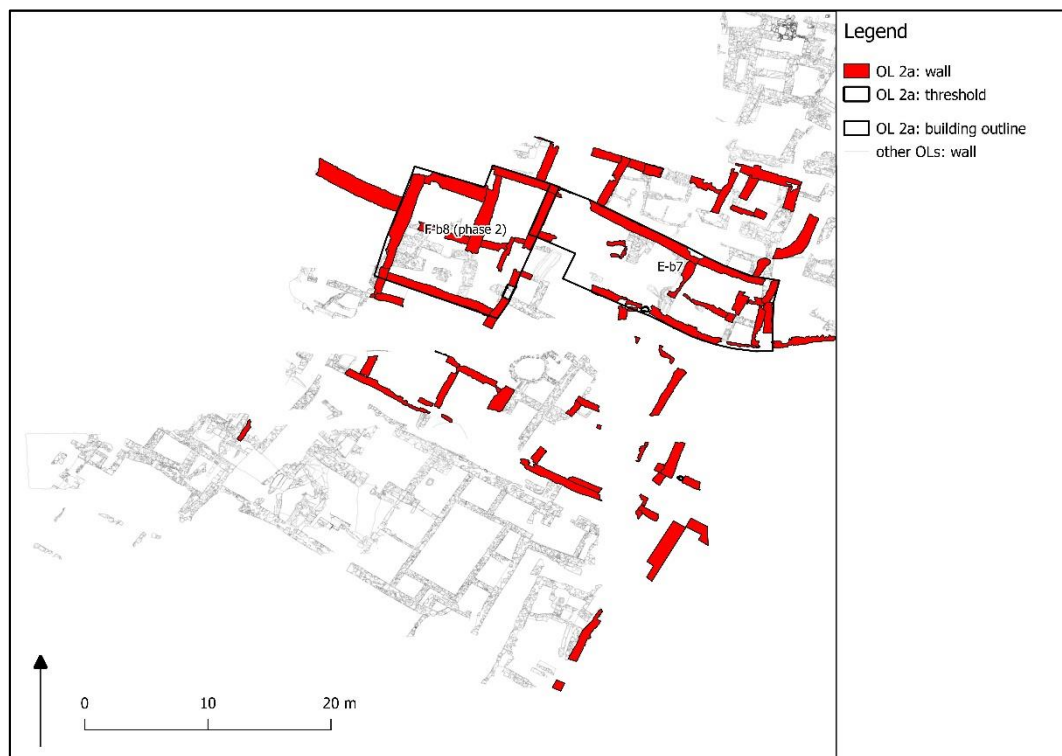 Legend
OL 2a: wall
OL 2a: threshold
OL 2a: building outline
other OLs: wall
F-b8 (phase 2)
E-b7
0 10 20 m